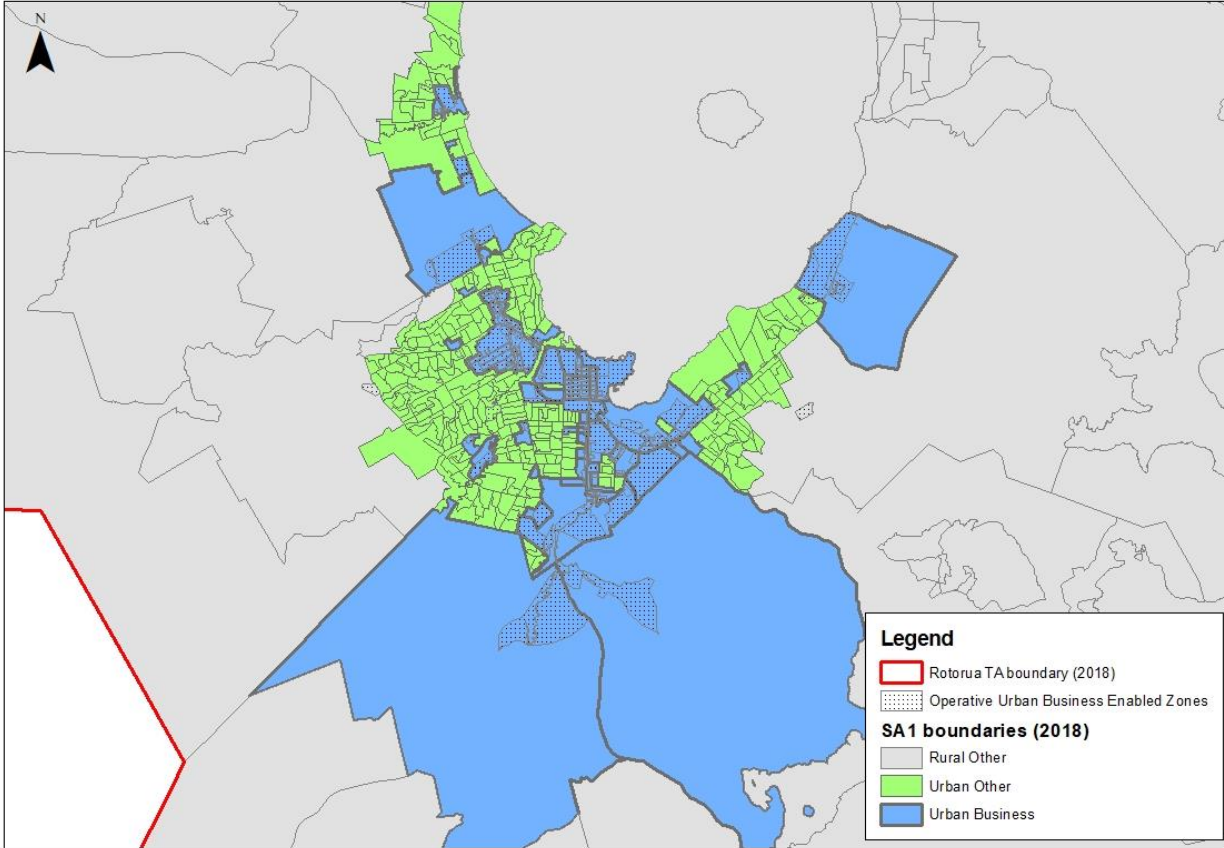 N
Legend
Rotorua TA boundary (2018)
Operative Urban Business Enabled Zones
SA1 boundaries (2018)
Rural Other
Urban Other
Urban Business